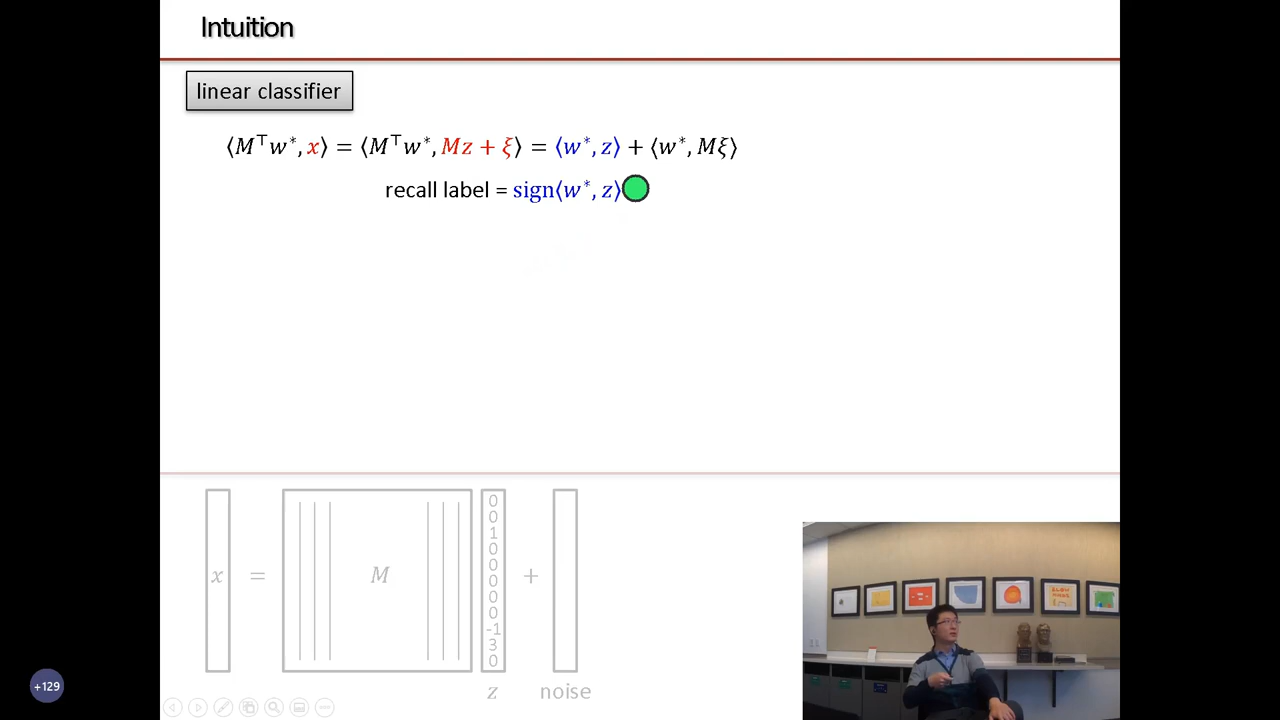 Intuition
linear classifier
⟨M⊤w*, x⟩ = ⟨M⊤w*, Mz + ξ⟩ = ⟨w*, z⟩ + ⟨w*, Mξ⟩
recall label = sign⟨w*, z⟩
0
0
1
0
0
0
0
0
-1
3
0
x = M +
z noise
+129